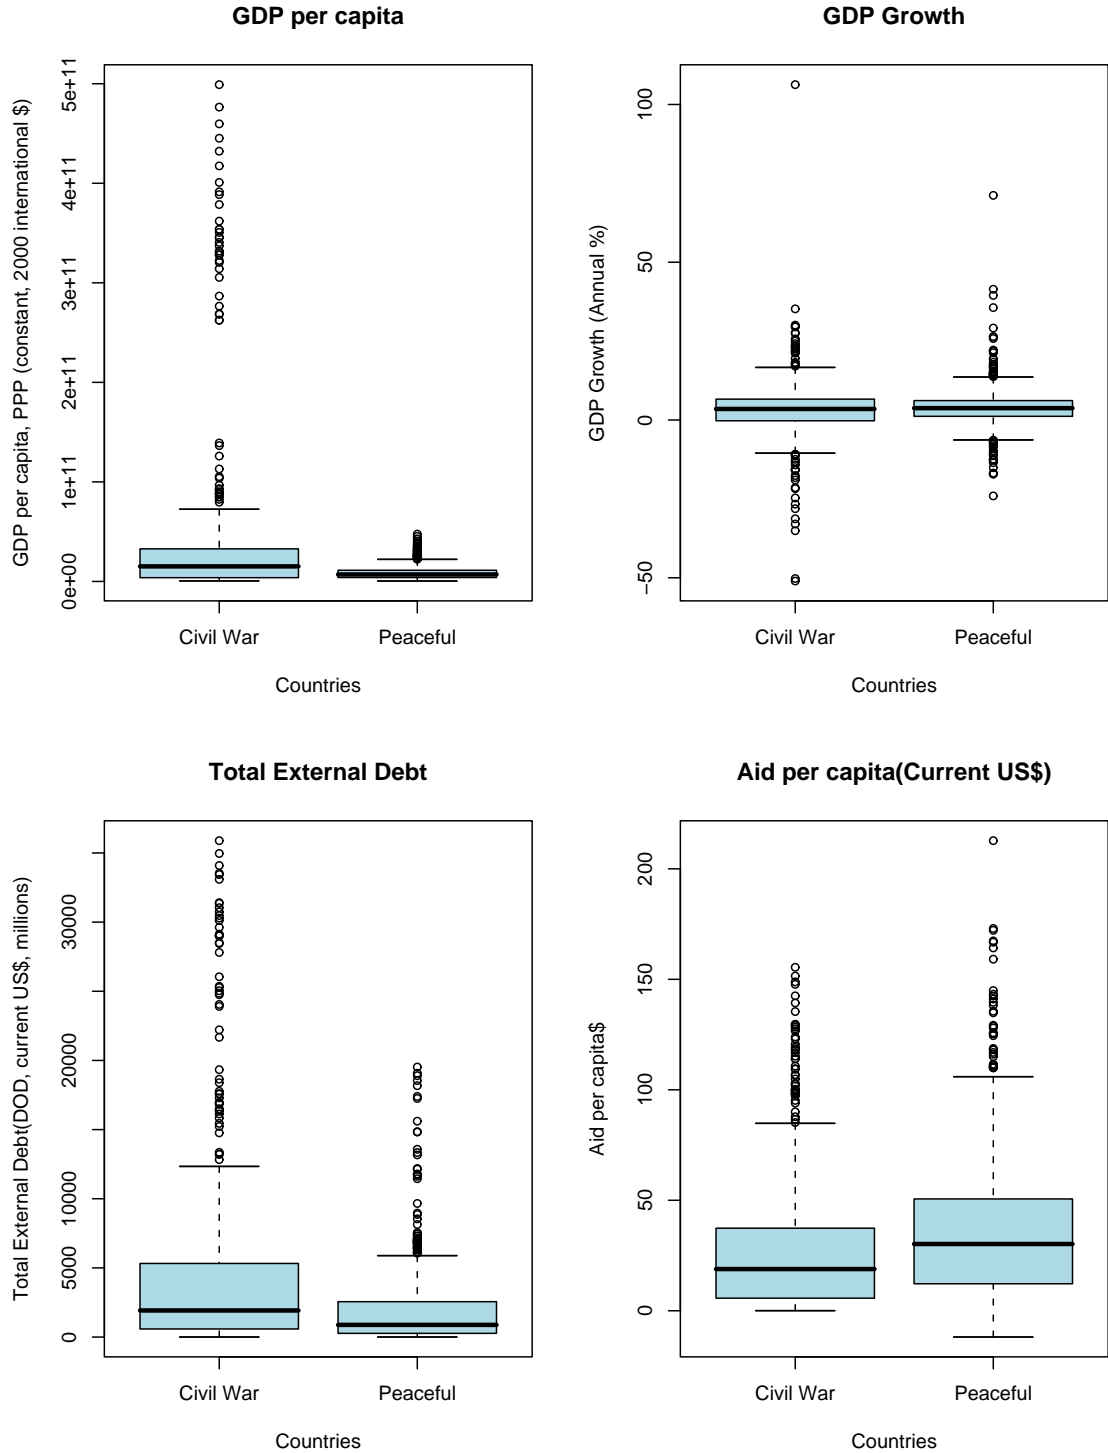 GDP per capita
GDP per capita, PPP (constant, 2000 international $)
5e+11
4e+11
3e+11
2e+11
1e+11
0e+00
Civil War Peaceful
Countries
GDP Growth
GDP Growth (Annual %)
100
50
0
−50
Civil War Peaceful
Countries
Total External Debt
Total External Debt(DOD, current US$, millions)
30000
20000
10000
5000
0
Civil War Peaceful
Countries
Aid per capita(Current US$)
Aid per capita$
200
150
100
50
0
Civil War Peaceful
Countries